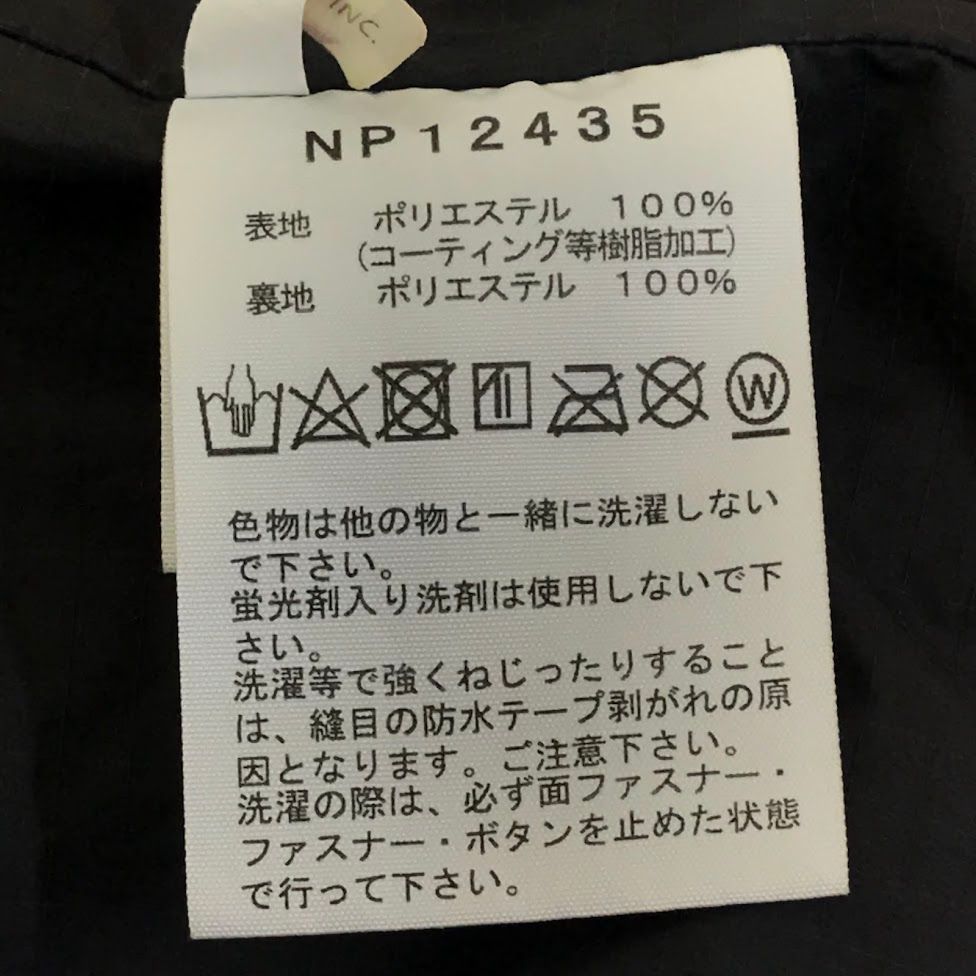 INC.
NP12435
表地 ポリエステル 100%
(コーティング等樹脂加工)
裏地 ポリエステル 100%
W
色物は他の物と一緒に洗濯しない
で下さい。
蛍光剤入り洗剤は使用しないで下
さい。
洗濯等で強くねじったりすること
は、縫目の防水テープ剥がれの原
因となります。ご注意下さい。
洗濯の際は、必ず面ファスナー・
ファスナー・ボタンを止めた状態
で行って下さい。